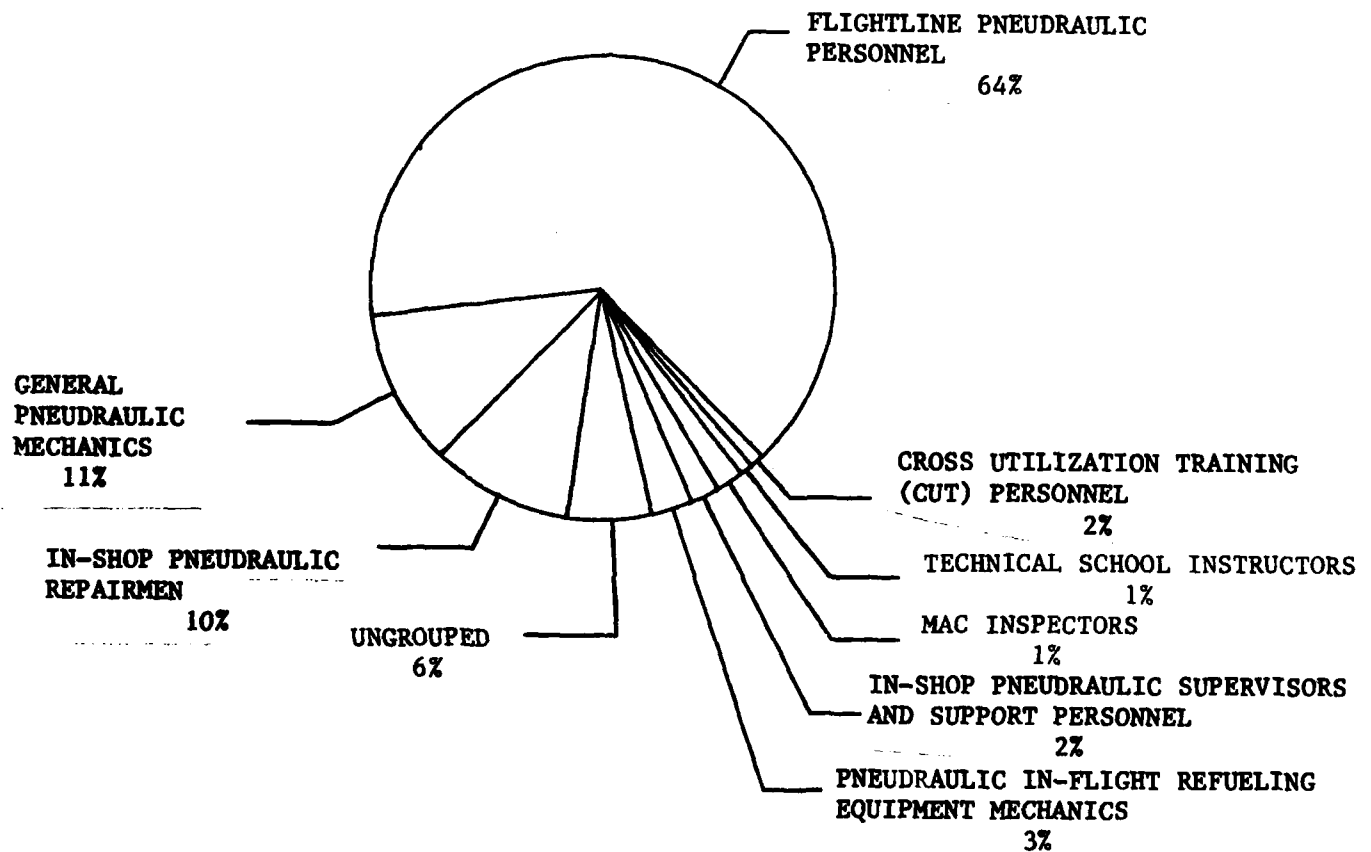 FLIGHTLINE PNEUDRAULIC
PERSONNEL
64%
GENERAL
PNEUDRAULIC
MECHANICS
11%
IN-SHOP PNEUDRAULIC
REPAIRMEN
10%
UNGROUPED
6%
CROSS UTILIZATION TRAINING
(CUT) PERSONNEL
2%
TECHNICAL SCHOOL INSTRUCTORS
1%
MAC INSPECTORS
1%
IN-SHOP PNEUDRAULIC SUPERVISORS
AND SUPPORT PERSONNEL
2%
PNEUDRAULIC IN-FLIGHT REFUELING
EQUIPMENT MECHANICS
3%